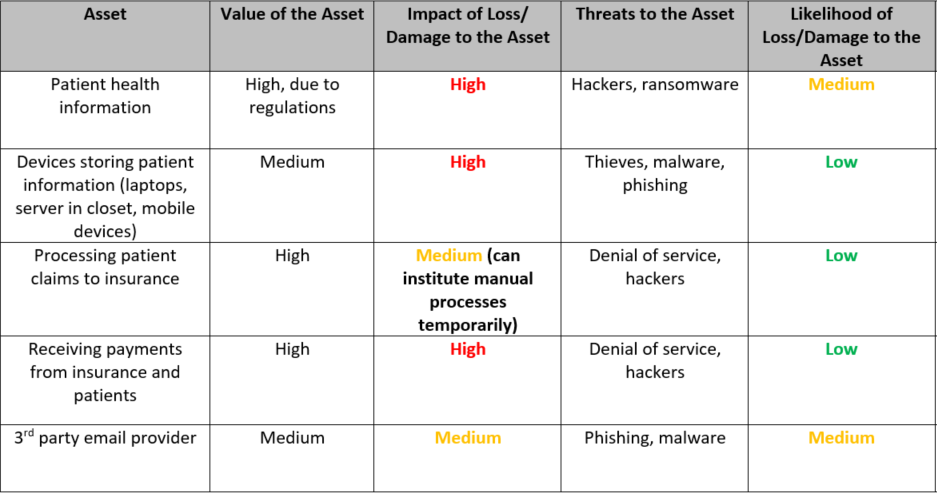 Asset
Value of the Asset
Impact of Loss/
Damage to the Asset
Threats to the Asset
Likelihood of
Loss/Damage to the
Asset
Patient health
information
High, due to
regulations
High
Hackers, ransomware
Medium
Devices storing patient
information (laptops,
server in closet, mobile
devices)
Medium
High
Thieves, malware,
phishing
Low
Processing patient
claims to insurance
High
Medium (can
institute manual
processes
temporarily)
Denial of service,
hackers
Low
Receiving payments
from insurance and
patients
High
High
Denial of service,
hackers
Low
3rd party email provider
Medium
Medium
Phishing, malware
Medium